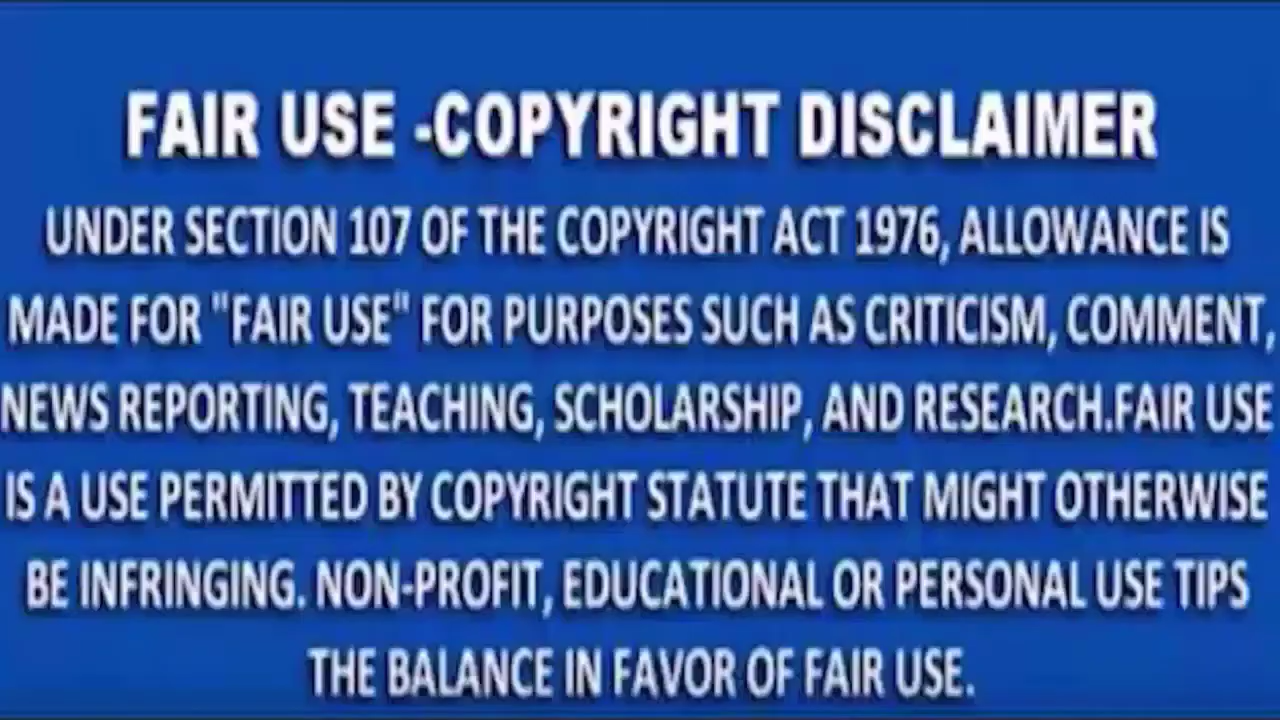 FAIR USE -COPYRIGHT DISCLAIMER
UNDER SECTION 107 OF THE COPYRIGHT ACT 1976, ALLOWANCE IS
MADE FOR "FAIR USE" FOR PURPOSES SUCH AS CRITICISM, COMMENT,
NEWS REPORTING, TEACHING, SCHOLARSHIP, AND RESEARCH.FAIR USE
IS A USE PERMITTED BY COPYRIGHT STATUTE THAT MIGHT OTHERWISE
BE INFRINGING. NON-PROFIT, EDUCATIONAL OR PERSONAL USE TIPS
THE BALANCE IN FAVOR OF FAIR USE.